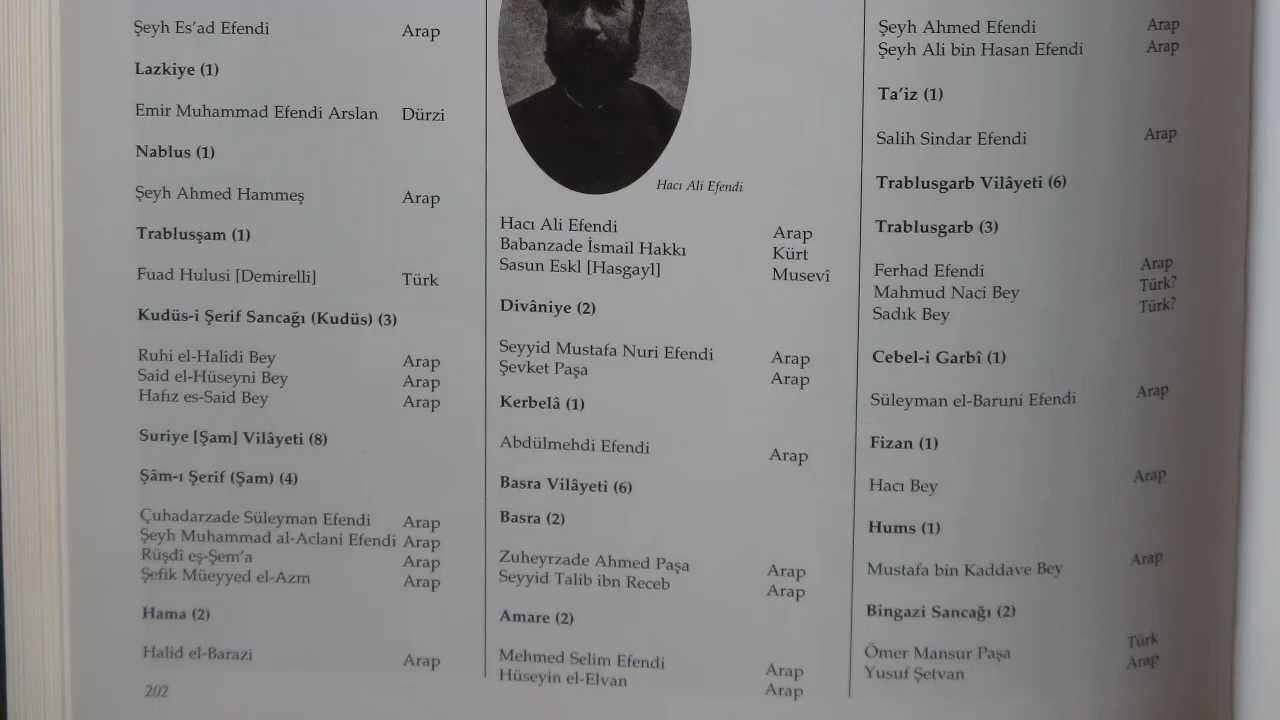 Şeyh Es'ad Efendi Arap
Lazkiye (1)
Emir Muhammad Efendi Arslan Dürzi
Nablus (1)
Şeyh Ahmed Hammeş Arap
Trablusşam (1)
Fuad Hulusi [Demirelli] Türk
Kudüs-i Şerif Sancağı (Kudüs) (3)
Ruhi el-Halidi Bey Arap
Said el-Hüseyni Bey Arap
Hafız es-Said Bey Arap
Suriye [Şam] Vilâyeti (8)
Şâm-ı Şerif (Şam) (4)
Çuhadarzade Süleyman Efendi Arap
Şeyh Muhammad al-Aclani Efendi Arap
Rüşdî eş-Şem'a Arap
Şefik Müeyyed el-Azm Arap
Hama (2)
Halid el-Barazi Arap
202
Hacı Ali Efendi
Hacı Ali Efendi Arap
Babanzade İsmail Hakkı Kürt
Sasun Eskl [Hasgayl] Musevî
Divâniye (2)
Seyyid Mustafa Nuri Efendi Arap
Şevket Paşa Arap
Kerbelâ (1)
Abdülmehdi Efendi Arap
Basra Vilâyeti (6)
Basra (2)
Zuheyrzade Ahmed Paşa Arap
Seyyid Talib ibn Receb Arap
Amare (2)
Mehmed Selim Efendi Arap
Hüseyin el-Elvan Arap
Şeyh Ahmed Efendi Arap
Şeyh Ali bin Hasan Efendi Arap
Ta'iz (1)
Salih Sindar Efendi Arap
Trablusgarb Vilâyeti (6)
Trablusgarb (3)
Ferhad Efendi Arap
Mahmud Naci Bey Türk?
Sadık Bey Türk?
Cebel-i Garbî (1)
Süleyman el-Baruni Efendi Arap
Fizan (1)
Hacı Bey Arap
Hums (1)
Mustafa bin Kaddave Bey Arap
Bingazi Sancağı (2)
Ömer Mansur Paşa Türk
Yusuf Şetvan Arap